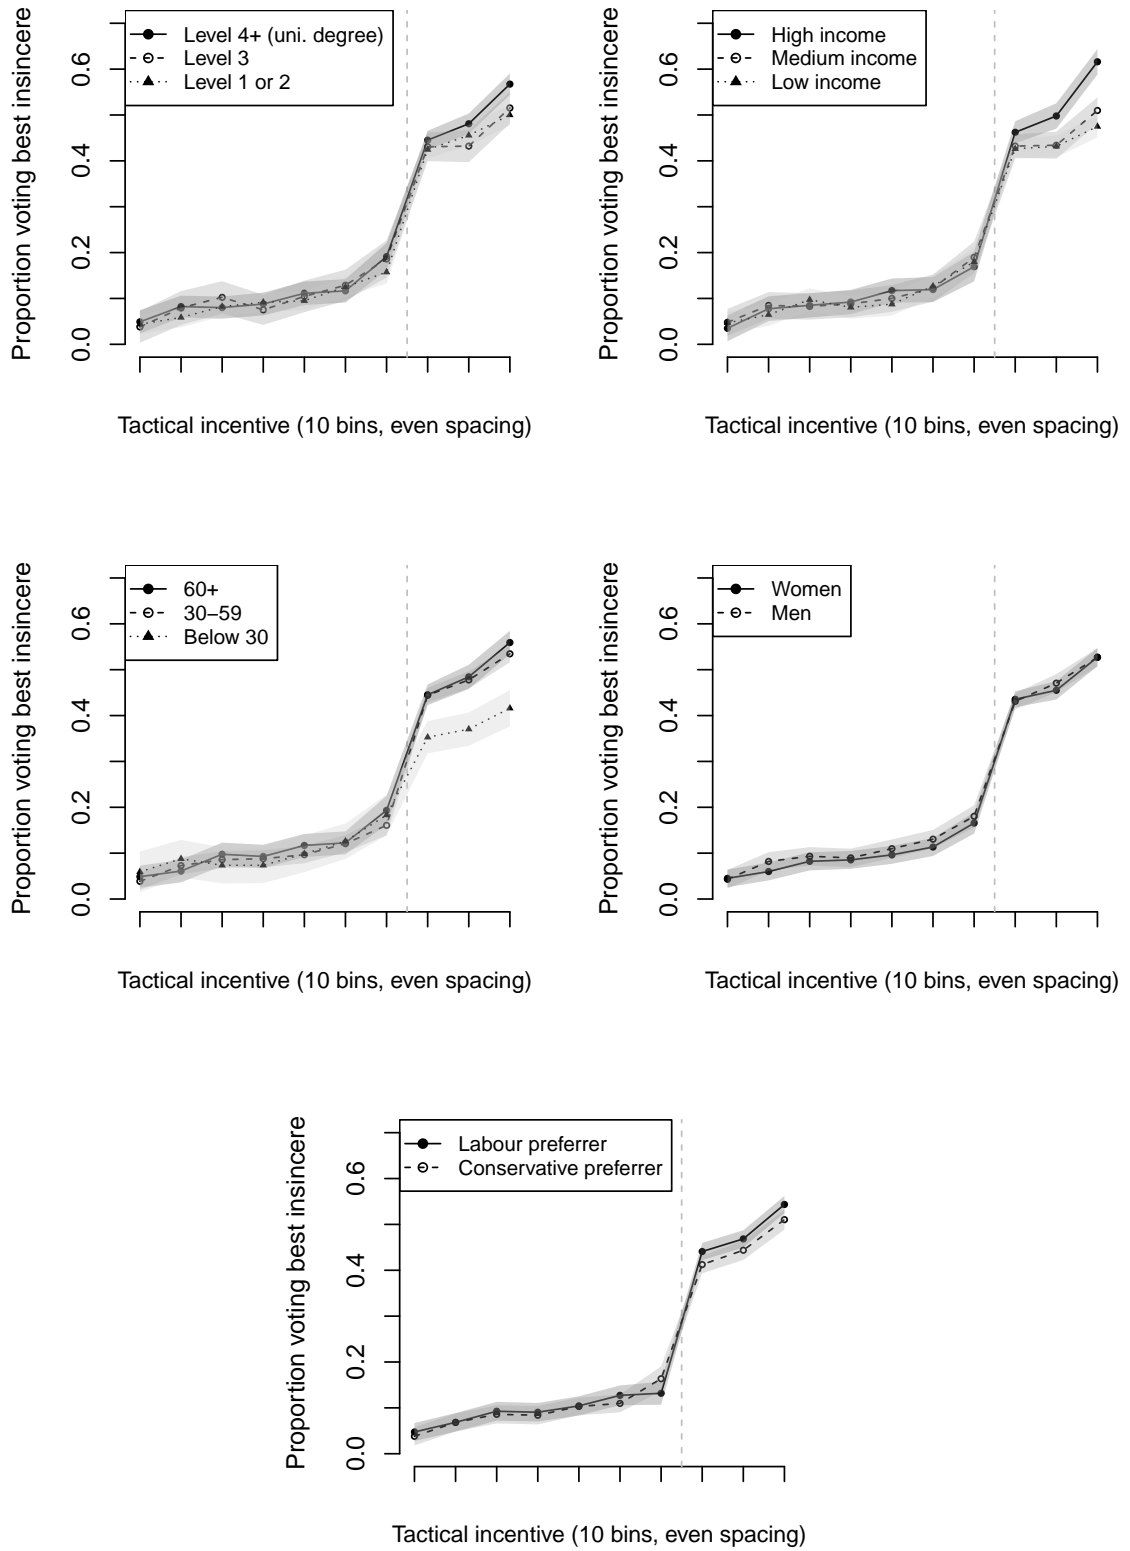 Proportion voting best insincere
0.0 0.2 0.4 0.6
Level 4+ (uni. degree)
Level 3
Level 1 or 2
Tactical incentive (10 bins, even spacing)
Proportion voting best insincere
0.0 0.2 0.4 0.6
High income
Medium income
Low income
Tactical incentive (10 bins, even spacing)
Proportion voting best insincere
0.0 0.2 0.4 0.6
60+
30−59
Below 30
Tactical incentive (10 bins, even spacing)
Proportion voting best insincere
0.0 0.2 0.4 0.6
Women
Men
Tactical incentive (10 bins, even spacing)
Proportion voting best insincere
0.0 0.2 0.4 0.6
Labour preferrer
Conservative preferrer
Tactical incentive (10 bins, even spacing)